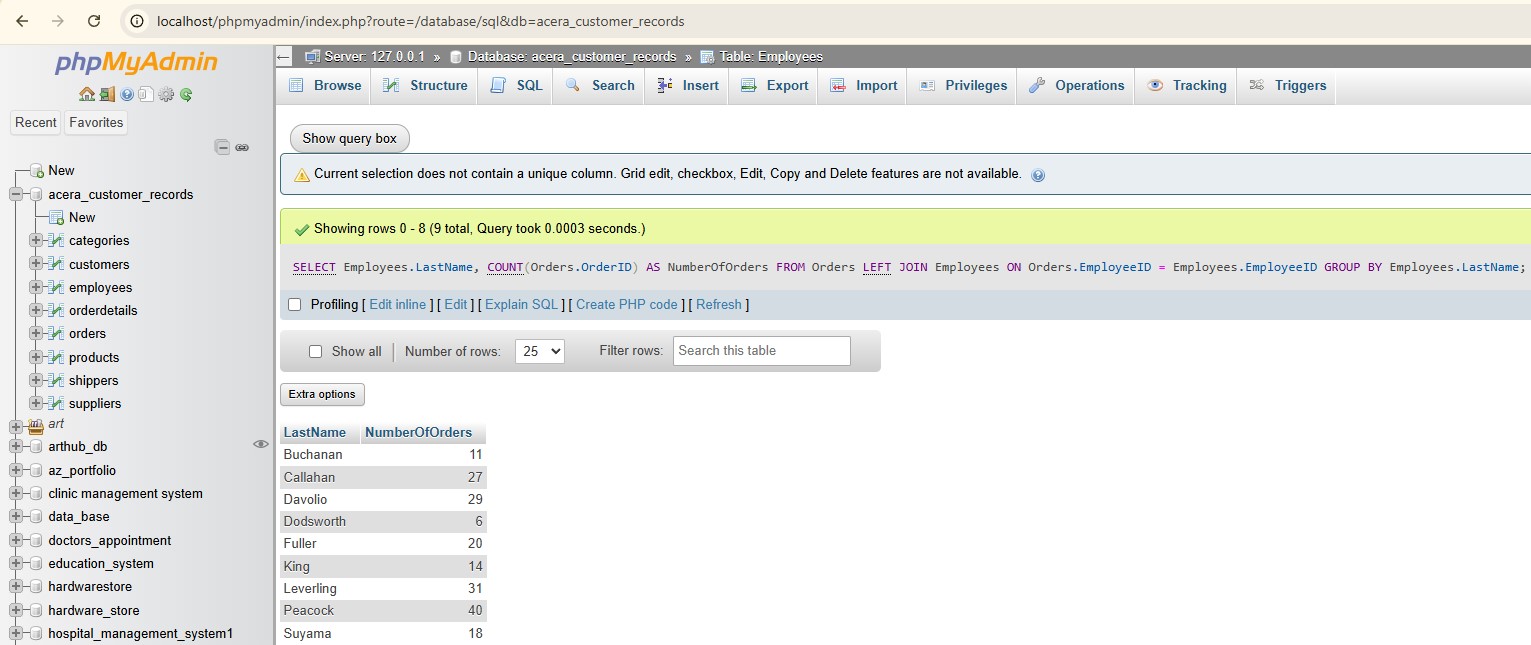 localhost/phpmyadmin/index.php?route=/database/sql&db=acera_customer_records
phpMyAdmin
Recent Favorites
New
acera_customer_records
New
categories
customers
employees
orderdetails
orders
products
shippers
suppliers
art
arthub_db
az_portfolio
clinic management system
data_base
doctors_appointment
education_system
hardwarestore
hardware_store
hospital_management_system1
Server: 127.0.0.1 » Database: acera_customer_records » Table: Employees
Browse Structure SQL Search Insert Export Import Privileges Operations Tracking Triggers
Show query box
Current selection does not contain a unique column. Grid edit, checkbox, Edit, Copy and Delete features are not available.
Showing rows 0 - 8 (9 total, Query took 0.0003 seconds.)
SELECT Employees.LastName, COUNT(Orders.OrderID) AS NumberOfOrders FROM Orders LEFT JOIN Employees ON Orders.EmployeeID = Employees.EmployeeID GROUP BY Employees.LastName;
Profiling [ Edit inline ] [ Edit ] [ Explain SQL ] [ Create PHP code ] [ Refresh ]
Show all Number of rows: 25 Filter rows: Search this table
Extra options
LastName NumberOfOrders
Buchanan 11
Callahan 27
Davolio 29
Dodsworth 6
Fuller 20
King 14
Leverling 31
Peacock 40
Suyama 18